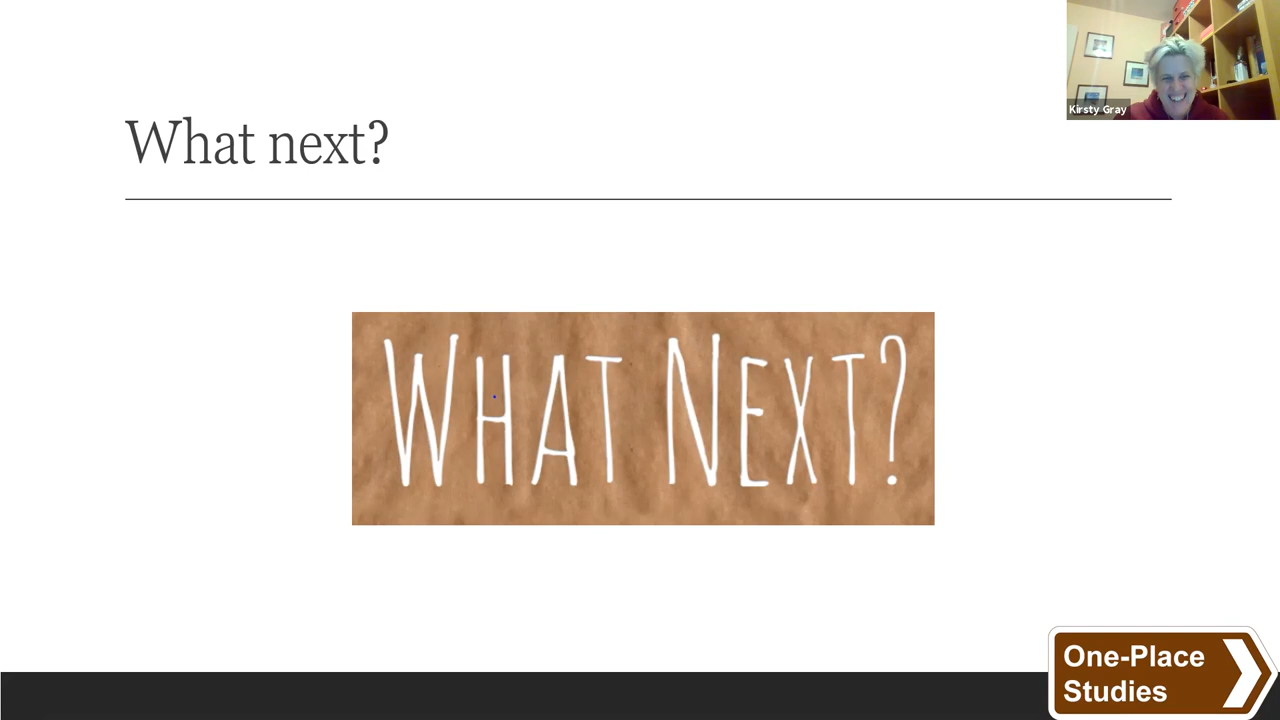 Kirsty Gray
What next?
WHAT NEXT?
One-Place
Studies